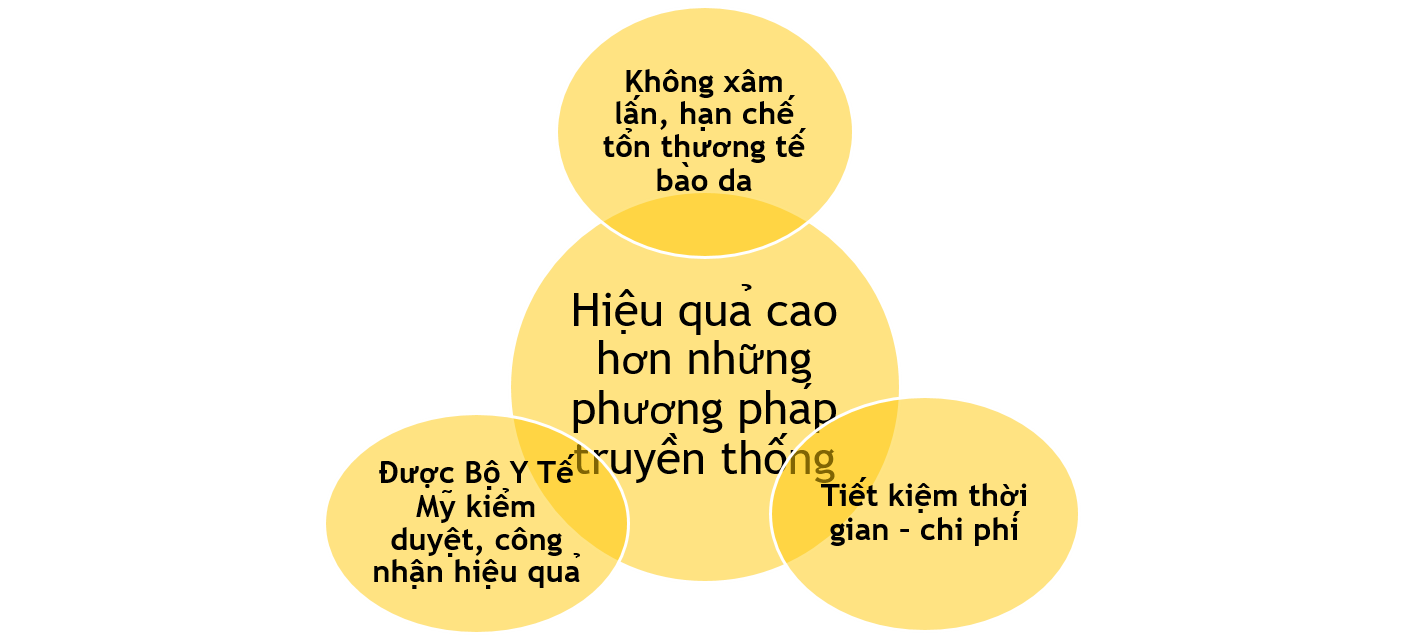 Không xâm
lấn, hạn chế
tổn thương tế
bào da
Hiệu quả cao
hơn những
phương pháp
truyền thống
Được Bộ Y Tế
Mỹ kiểm
duyệt, công
nhận hiệu quả
Tiết kiệm thời
gian – chi phí